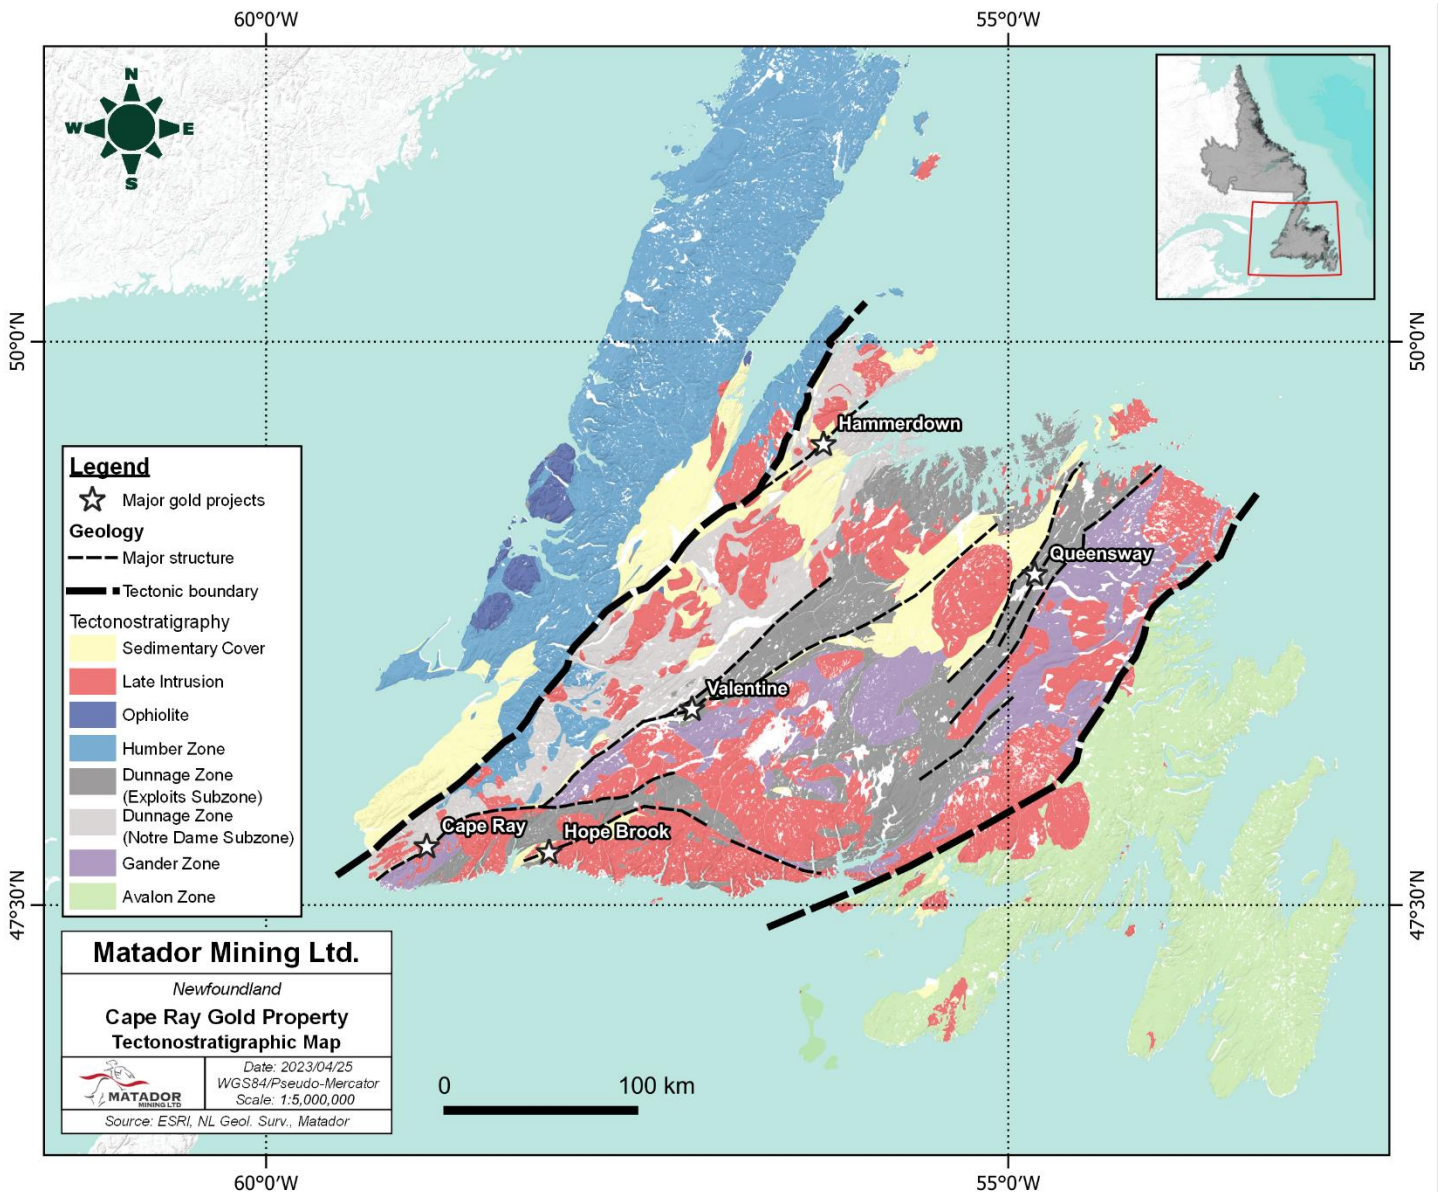 60°0'W
55°0'W
N
W
E
S
50°0'N
50°0'N
Hammerdown
Queensway
Valentine
Cape Ray
Hope Brook
Legend
Major gold projects
Geology
Major structure
Tectonic boundary
Tectonostratigraphy
Sedimentary Cover
Late Intrusion
Ophiolite
Humber Zone
Dunnage Zone
(Exploits Subzone)
Dunnage Zone
(Notre Dame Subzone)
Gander Zone
Avalon Zone
47°30'N
47°30'N
Matador Mining Ltd.
Newfoundland
Cape Ray Gold Property
Tectonostratigraphic Map
MATADOR
MINING LTD
Date: 2023/04/25
WGS84/Pseudo-Mercator
Scale: 1:5,000,000
Source: ESRI, NL Geol. Surv., Matador
0
100 km
60°0'W
55°0'W